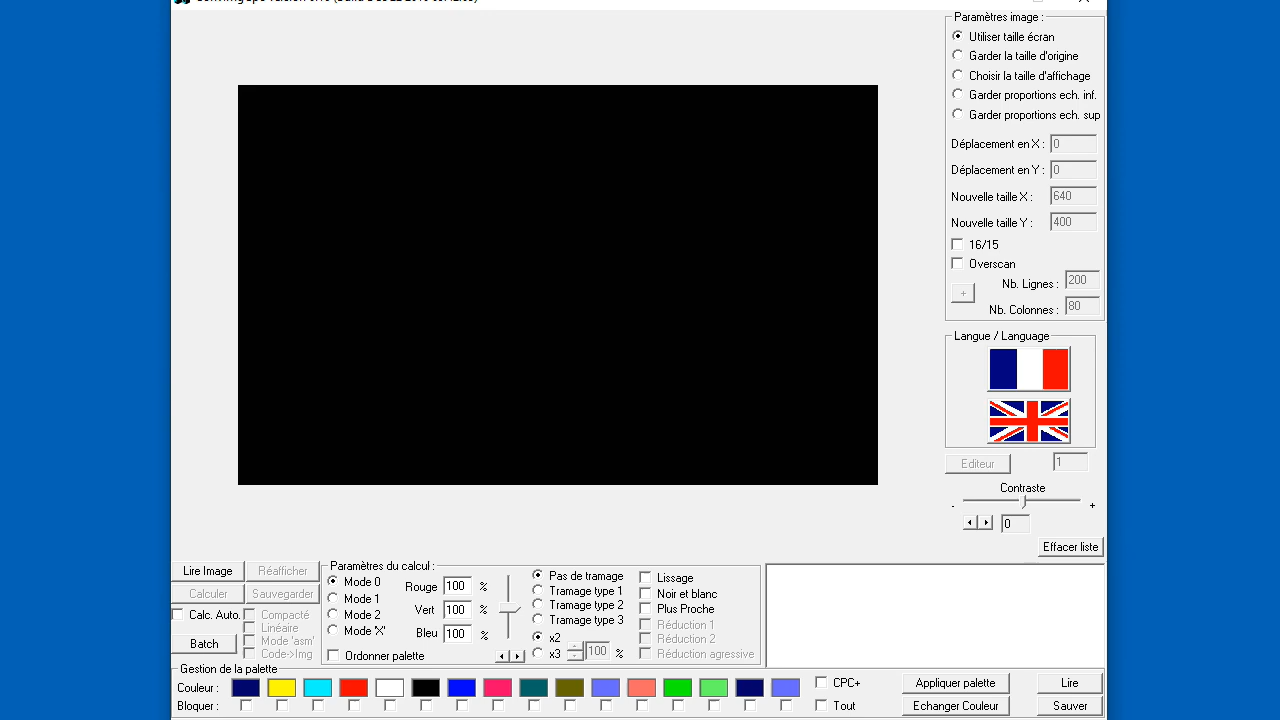 Paramètres image :
Utiliser taille écran
Garder la taille d'origine
Choisir la taille d'affichage
Garder proportions ech. inf.
Garder proportions ech. sup
Déplacement en X : 0
Déplacement en Y : 0
Nouvelle taille X : 640
Nouvelle taille Y : 400
16/15
Overscan
Nb. Lignes : 200
+
Nb. Colonnes : 80
Langue / Language
Editeur 1
Contraste
- +
0
Effacer liste
Lire Image Réafficher
Calculer Sauvegarder
Calc. Auto. Compacté
Linéaire
Batch Mode 'asm'
Code->Img
Paramètres du calcul :
Mode 0
Mode 1
Mode 2
Mode 'X'
Ordonner palette
Rouge 100 %
Vert 100 %
Bleu 100 %
Pas de tramage
Tramage type 1
Tramage type 2
Tramage type 3
x2
x3 100 %
Lissage
Noir et blanc
Plus Proche
Réduction 1
Réduction 2
Réduction agressive
Gestion de la palette
Couleur : CPC+ Appliquer palette Lire
Bloquer : Tout Echanger Couleur Sauver